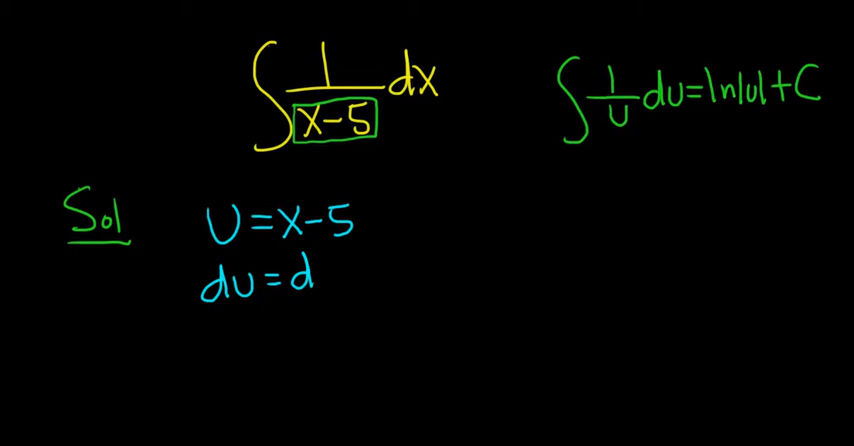 ∫ 1/(x-5) dx
∫ 1/u du = ln|u| + C
Sol
u = x - 5
du = d